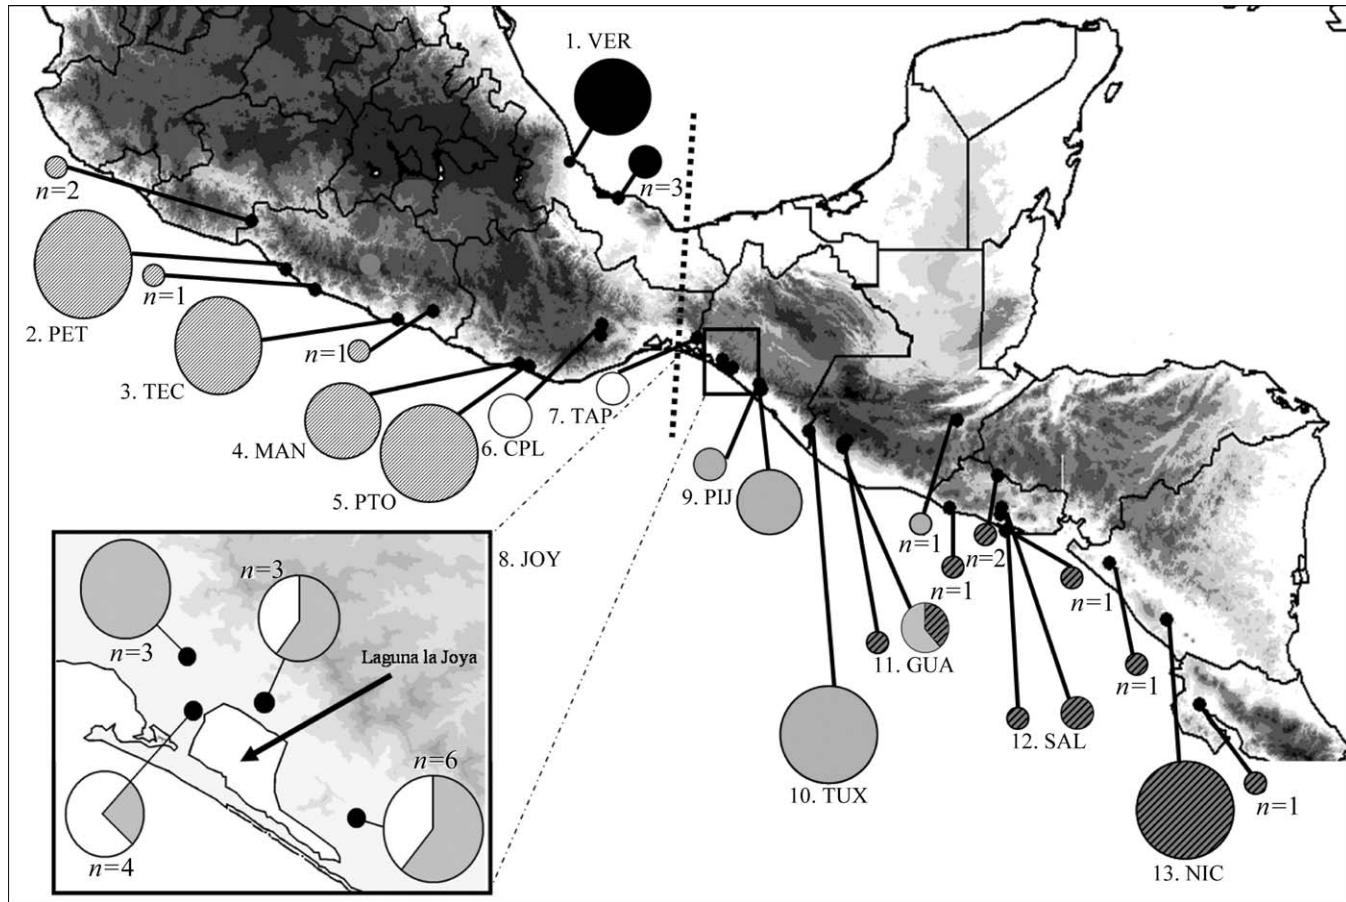 1. VER
n=3
n=2
2. PET
n=1
3. TEC
n=1
4. MAN
5. PTO
6. CPL
7. TAP
8. JOY
9. PIJ
10. TUX
11. GUA
n=1
n=1
n=2
n=1
12. SAL
n=1
13. NIC
n=1
n=3
n=3
Laguna la Joya
n=4
n=6